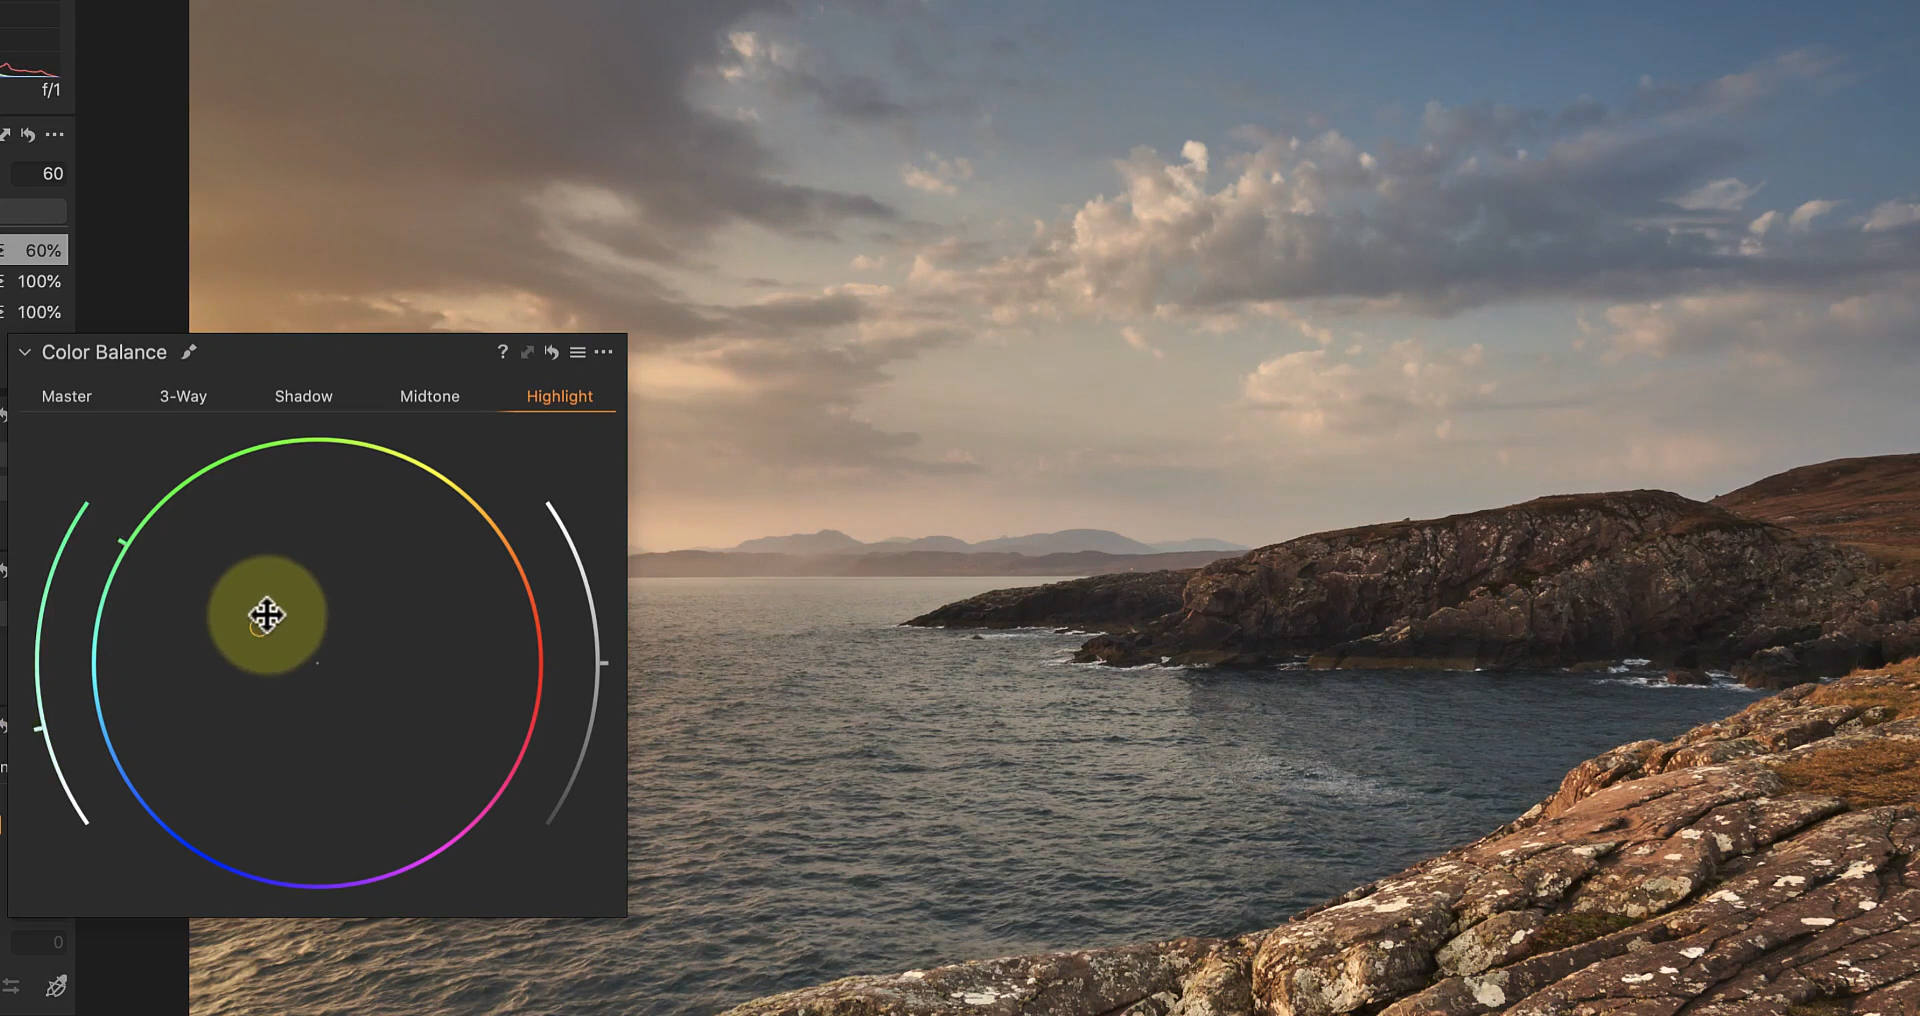 f/1
60
60%
100%
100%
Color Balance ?
Master 3-Way Shadow Midtone Highlight
n
0